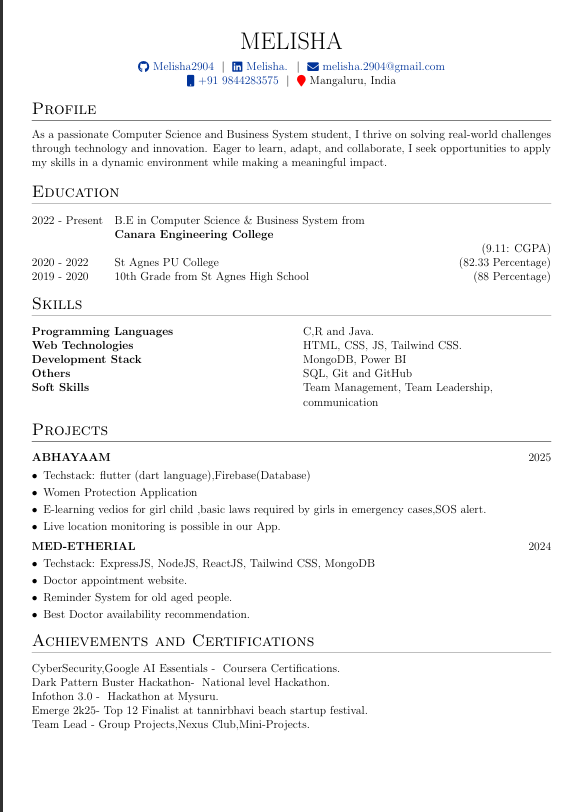 MELISHA
Melisha2904 | Melisha. | melisha.2904@gmail.com
+91 9844283575 | Mangaluru, India
Profile
As a passionate Computer Science and Business System student, I thrive on solving real-world challenges
through technology and innovation. Eager to learn, adapt, and collaborate, I seek opportunities to apply
my skills in a dynamic environment while making a meaningful impact.
Education
2022 - Present B.E in Computer Science & Business System from
Canara Engineering College
(9.11: CGPA)
2020 - 2022 St Agnes PU College (82.33 Percentage)
2019 - 2020 10th Grade from St Agnes High School (88 Percentage)
Skills
Programming Languages C,R and Java.
Web Technologies HTML, CSS, JS, Tailwind CSS.
Development Stack MongoDB, Power BI
Others SQL, Git and GitHub
Soft Skills Team Management, Team Leadership,
communication
Projects
ABHAYAAM 2025
• Techstack: flutter (dart language),Firebase(Database)
• Women Protection Application
• E-learning vedios for girl child ,basic laws required by girls in emergency cases,SOS alert.
• Live location monitoring is possible in our App.
MED-ETHERIAL 2024
• Techstack: ExpressJS, NodeJS, ReactJS, Tailwind CSS, MongoDB
• Doctor appointment website.
• Reminder System for old aged people.
• Best Doctor availability recommendation.
Achievements and Certifications
CyberSecurity,Google AI Essentials - Coursera Certifications.
Dark Pattern Buster Hackathon- National level Hackathon.
Infothon 3.0 - Hackathon at Mysuru.
Emerge 2k25- Top 12 Finalist at tannirbhavi beach startup festival.
Team Lead - Group Projects,Nexus Club,Mini-Projects.